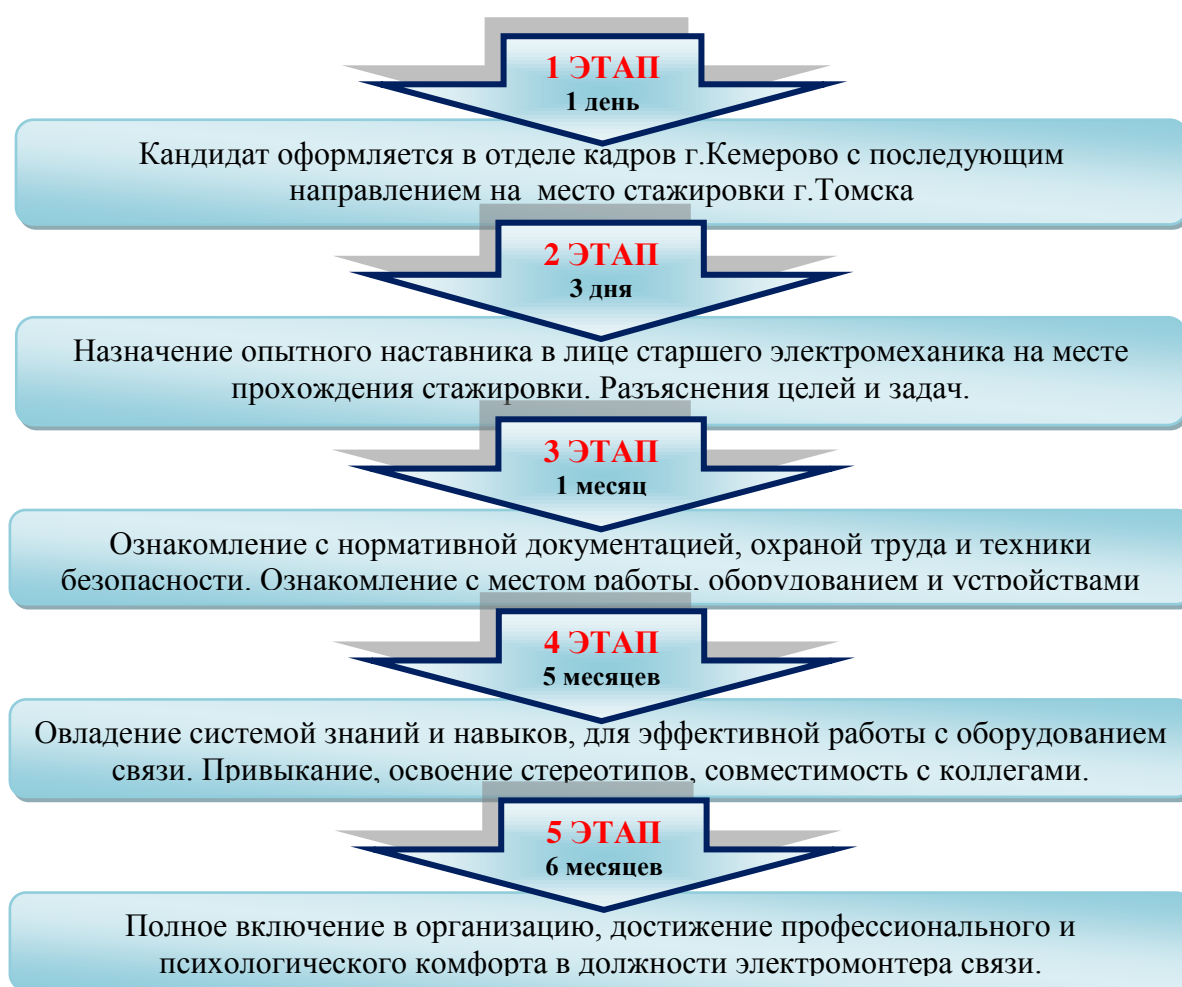 1 ЭТАП
1 день
Кандидат оформляется в отделе кадров г.Кемерово с последующим
направлением на место стажировки г.Томска
2 ЭТАП
3 дня
Назначение опытного наставника в лице старшего электромеханика на месте
прохождения стажировки. Разъяснения целей и задач.
3 ЭТАП
1 месяц
Ознакомление с нормативной документацией, охраной труда и техники
безопасности. Ознакомление с местом работы, оборудованием и устройствами
4 ЭТАП
5 месяцев
Овладение системой знаний и навыков, для эффективной работы с оборудованием
связи. Привыкание, освоение стереотипов, совместимость с коллегами.
5 ЭТАП
6 месяцев
Полное включение в организацию, достижение профессионального и
психологического комфорта в должности электромонтера связи.